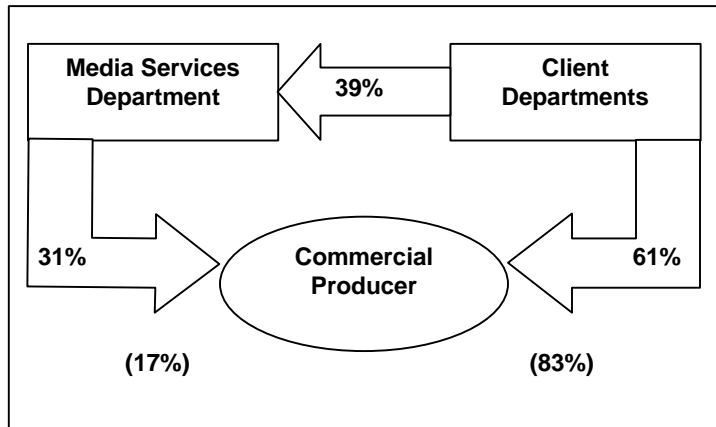 Media Services
Department
39%
Client
Departments
31%
Commercial
Producer
61%
(17%)
(83%)